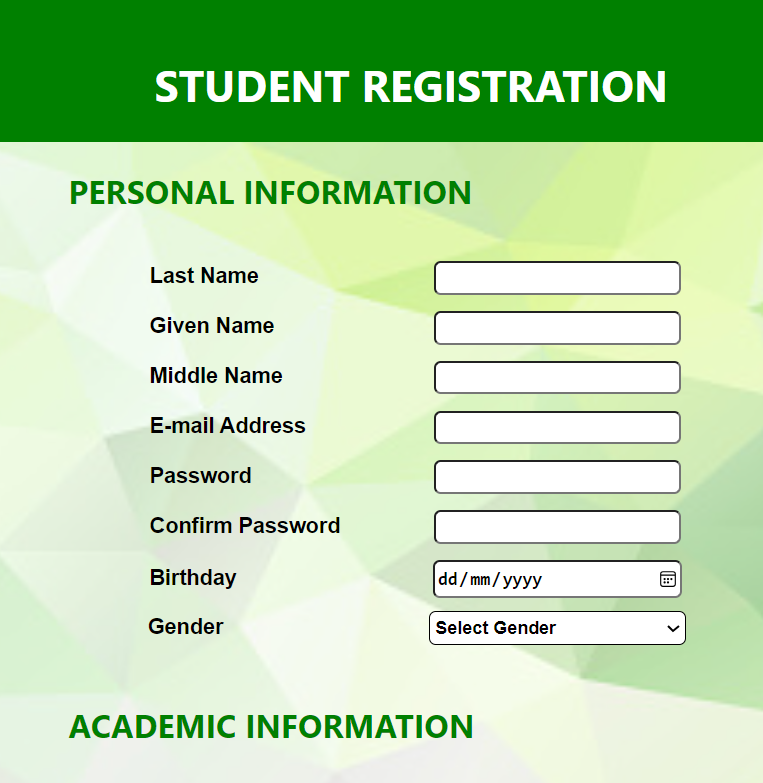 STUDENT REGISTRATION
PERSONAL INFORMATION
Last Name
Given Name
Middle Name
E-mail Address
Password
Confirm Password
Birthday dd/mm/yyyy
Gender Select Gender
ACADEMIC INFORMATION